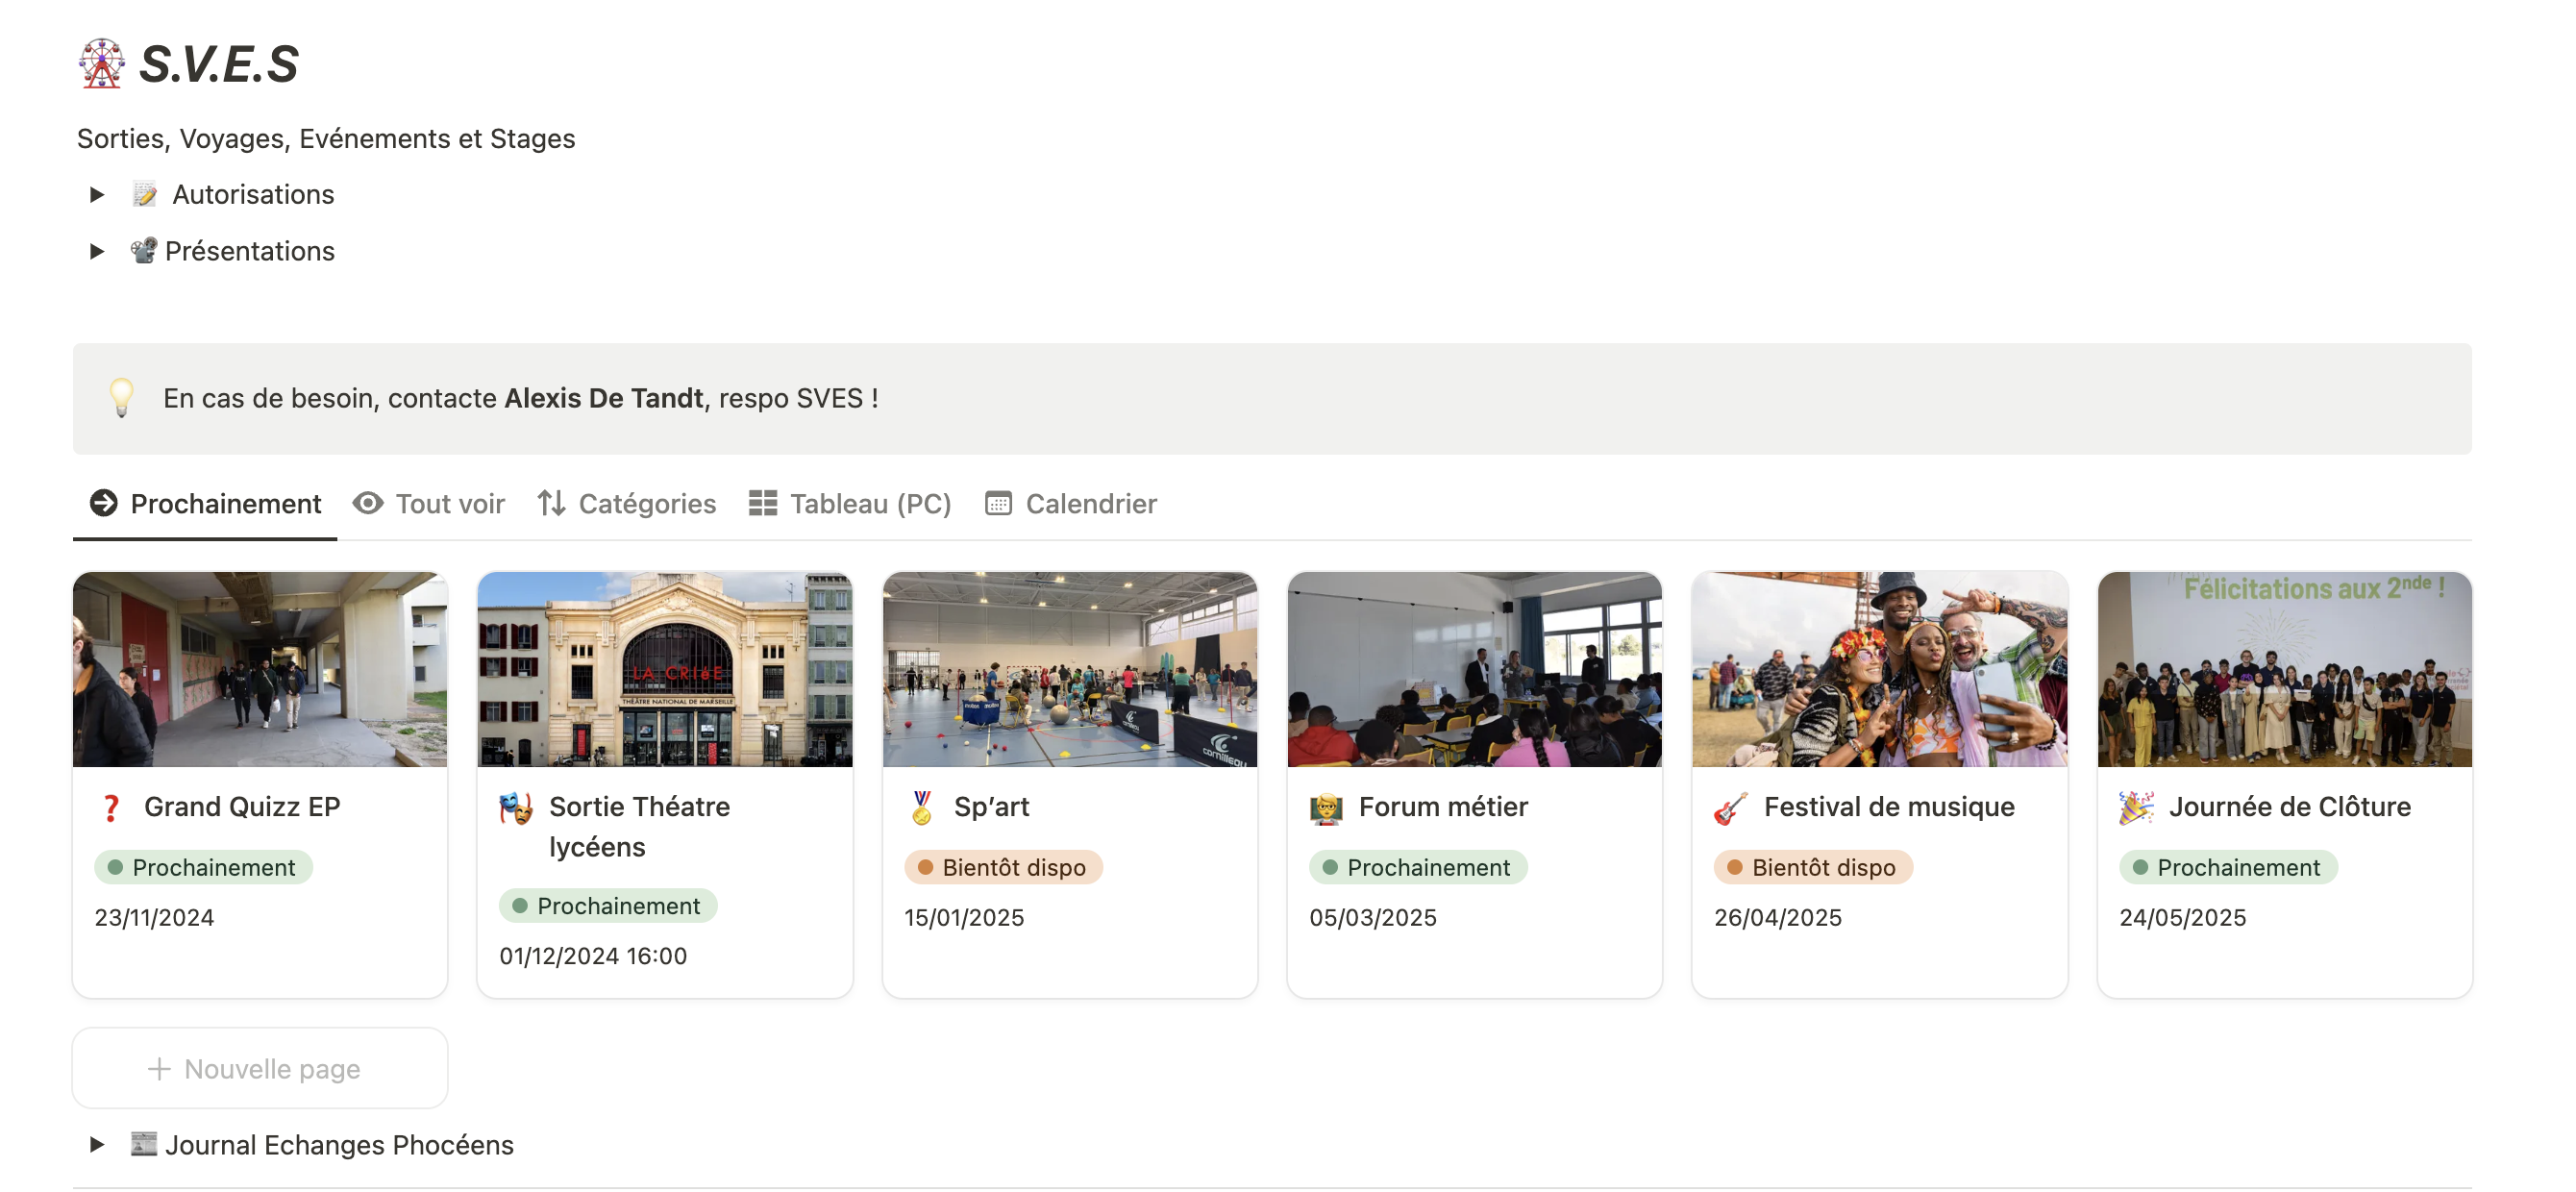 S.V.E.S
Sorties, Voyages, Evénements et Stages
Autorisations
Présentations
En cas de besoin, contacte Alexis De Tandt, respo SVES !
Prochainement
Tout voir
Catégories
Tableau (PC)
Calendrier
LA CRIéE
THÉÂTRE NATIONAL DE MARSEILLE
molten
molten
cornilleau
Félicitations aux 2nde !
Grand Quizz EP
Prochainement
23/11/2024
Sortie Théatre
lycéens
Prochainement
01/12/2024 16:00
Sp’art
Bientôt dispo
15/01/2025
Forum métier
Prochainement
05/03/2025
Festival de musique
Bientôt dispo
26/04/2025
Journée de Clôture
Prochainement
24/05/2025
Nouvelle page
Journal Echanges Phocéens